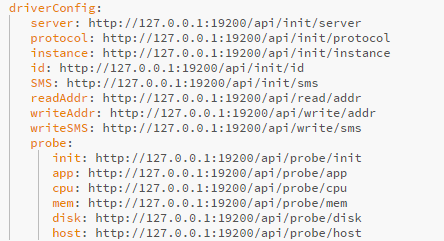 driverConfig:
server: http://127.0.0.1:19200/api/init/server
protocol: http://127.0.0.1:19200/api/init/protocol
instance: http://127.0.0.1:19200/api/init/instance
id: http://127.0.0.1:19200/api/init/id
SMS: http://127.0.0.1:19200/api/init/sms
readAddr: http://127.0.0.1:19200/api/read/addr
writeAddr: http://127.0.0.1:19200/api/write/addr
writeSMS: http://127.0.0.1:19200/api/write/sms
probe:
init: http://127.0.0.1:19200/api/probe/init
app: http://127.0.0.1:19200/api/probe/app
cpu: http://127.0.0.1:19200/api/probe/cpu
mem: http://127.0.0.1:19200/api/probe/mem
disk: http://127.0.0.1:19200/api/probe/disk
host: http://127.0.0.1:19200/api/probe/host